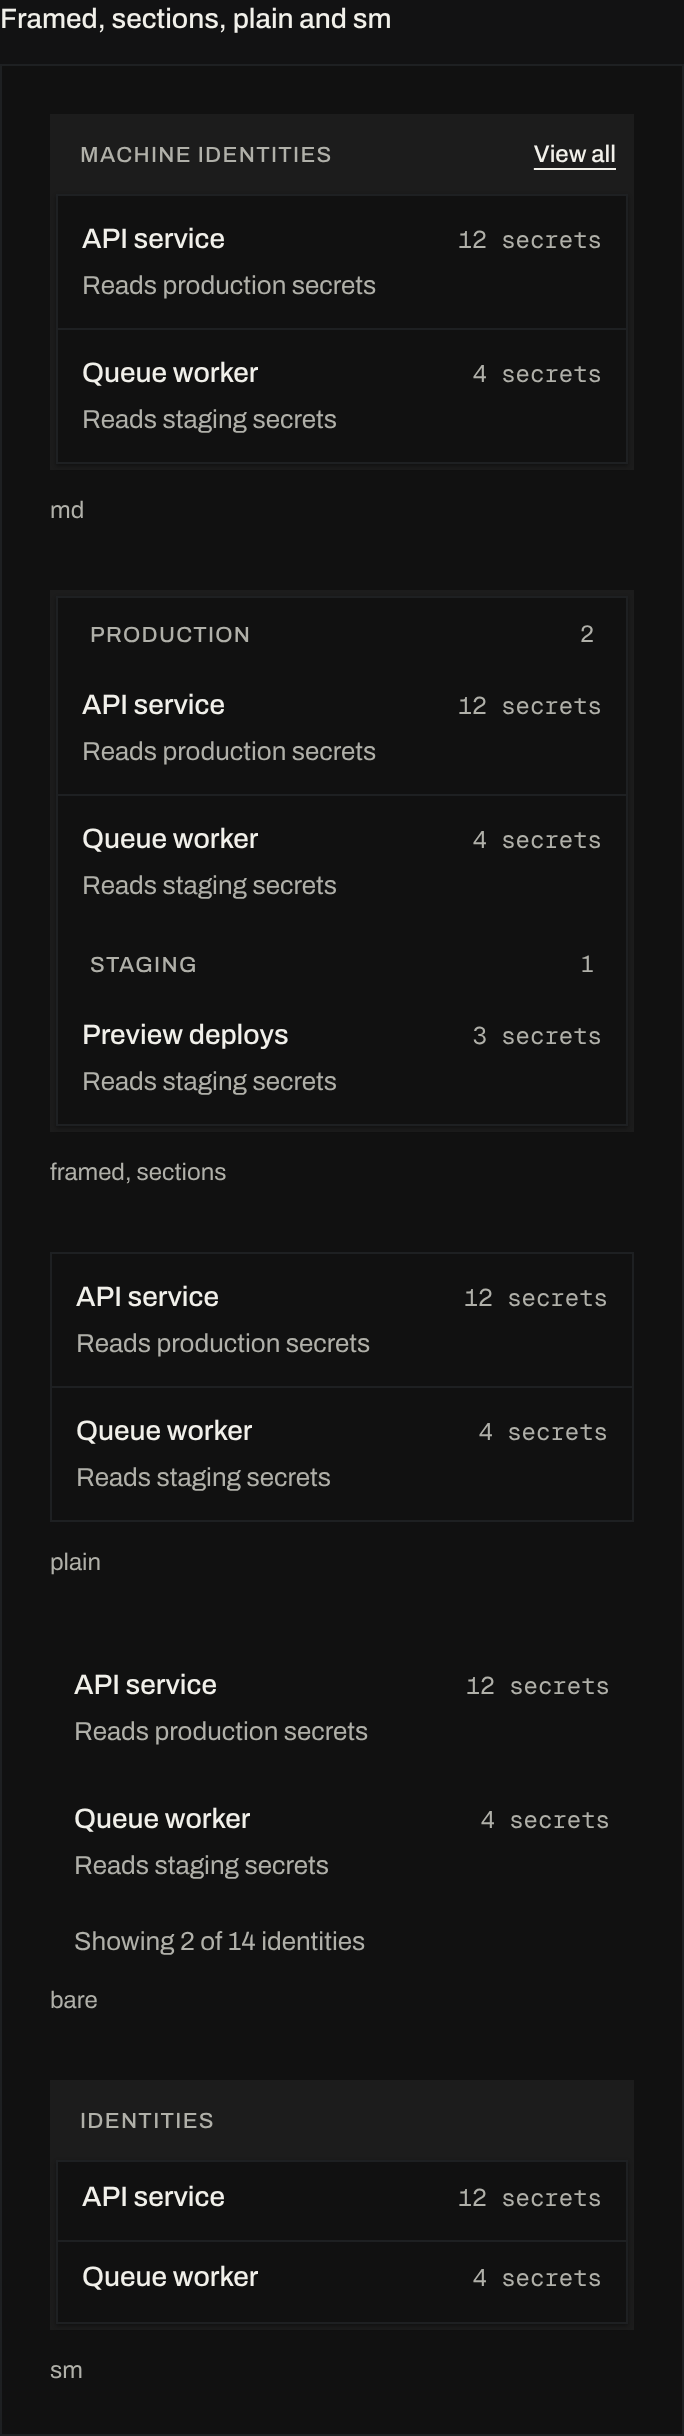 Framed, sections, plain and sm
MACHINE IDENTITIES View all
API service 12 secrets
Reads production secrets
Queue worker 4 secrets
Reads staging secrets
md
PRODUCTION 2
API service 12 secrets
Reads production secrets
Queue worker 4 secrets
Reads staging secrets
STAGING 1
Preview deploys 3 secrets
Reads staging secrets
framed, sections
API service 12 secrets
Reads production secrets
Queue worker 4 secrets
Reads staging secrets
plain
API service 12 secrets
Reads production secrets
Queue worker 4 secrets
Reads staging secrets
Showing 2 of 14 identities
bare
IDENTITIES
API service 12 secrets
Queue worker 4 secrets
sm